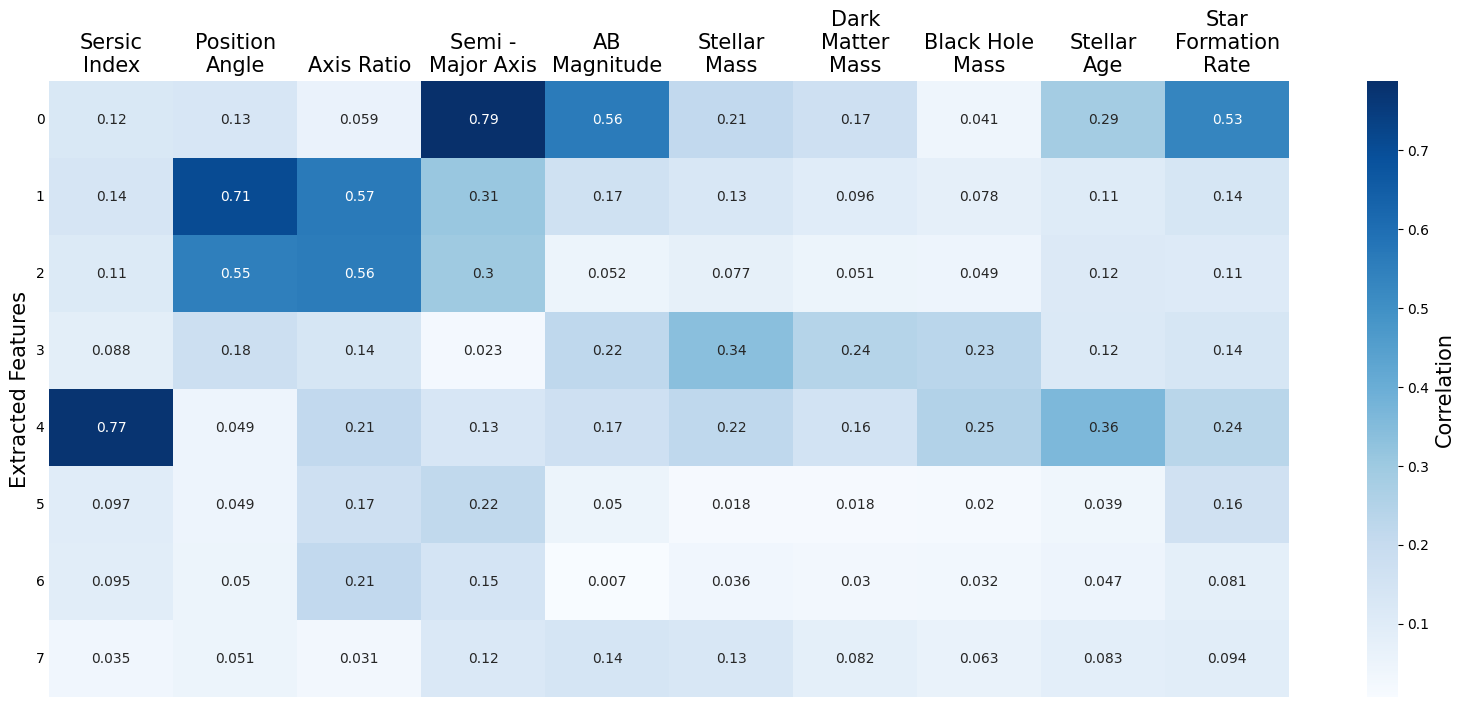 Sersic
Index
Position
Angle
Axis Ratio
Semi -
Major Axis
AB
Magnitude
Stellar
Mass
Dark
Matter
Mass
Black Hole
Mass
Stellar
Age
Star
Formation
Rate
Extracted Features
0 0.12 0.13 0.059 0.79 0.56 0.21 0.17 0.041 0.29 0.53
1 0.14 0.71 0.57 0.31 0.17 0.13 0.096 0.078 0.11 0.14
2 0.11 0.55 0.56 0.3 0.052 0.077 0.051 0.049 0.12 0.11
3 0.088 0.18 0.14 0.023 0.22 0.34 0.24 0.23 0.12 0.14
4 0.77 0.049 0.21 0.13 0.17 0.22 0.16 0.25 0.36 0.24
5 0.097 0.049 0.17 0.22 0.05 0.018 0.018 0.02 0.039 0.16
6 0.095 0.05 0.21 0.15 0.007 0.036 0.03 0.032 0.047 0.081
7 0.035 0.051 0.031 0.12 0.14 0.13 0.082 0.063 0.083 0.094
0.7
0.6
0.5
0.4
0.3
0.2
0.1
Correlation